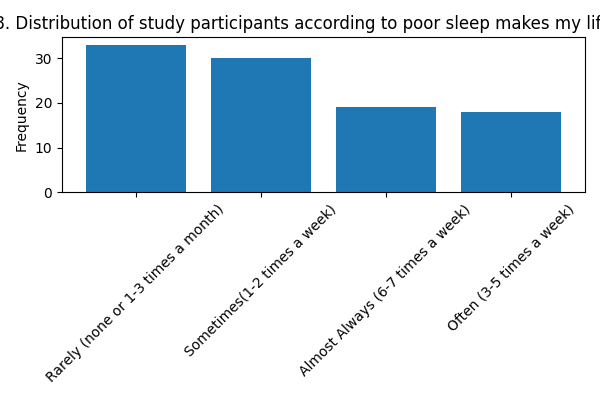 3. Distribution of study participants according to poor sleep makes my
Frequency
30
20
10
0
Rarely (none or 1-3 times a month)
Sometimes(1-2 times a week)
Almost Always (6-7 times a week)
Often (3-5 times a week)